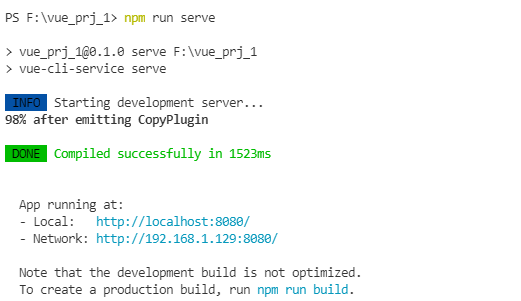 PS F:\vue_prj_1> npm run serve
> vue_prj_1@0.1.0 serve F:\vue_prj_1
> vue-cli-service serve
INFO Starting development server...
98% after emitting CopyPlugin
DONE Compiled successfully in 1523ms
App running at:
- Local: http://localhost:8080/
- Network: http://192.168.1.129:8080/
Note that the development build is not optimized.
To create a production build, run npm run build.